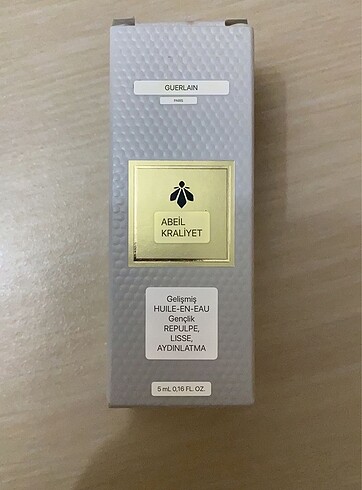 GUERLAIN
PARIS
ABEİL
KRALİYET
Gelişmiş
HUILE-EN-EAU
Gençlik
REPULPE,
LISSE,
AYDINLATMA
5 mL 0,16 FL. OZ.